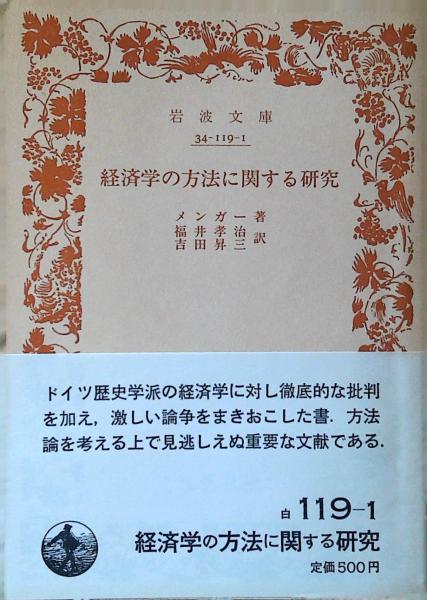 岩波文庫
34-119-1
経済学の方法に関する研究
メンガー著
福井孝治
吉田昇三訳
ドイツ歴史学派の経済学に対し徹底的な批判
を加え，激しい論争をまきおこした書．方法
論を考える上で見逃しえぬ重要な文献である．
白 119-1
経済学の方法に関する研究
定価500円